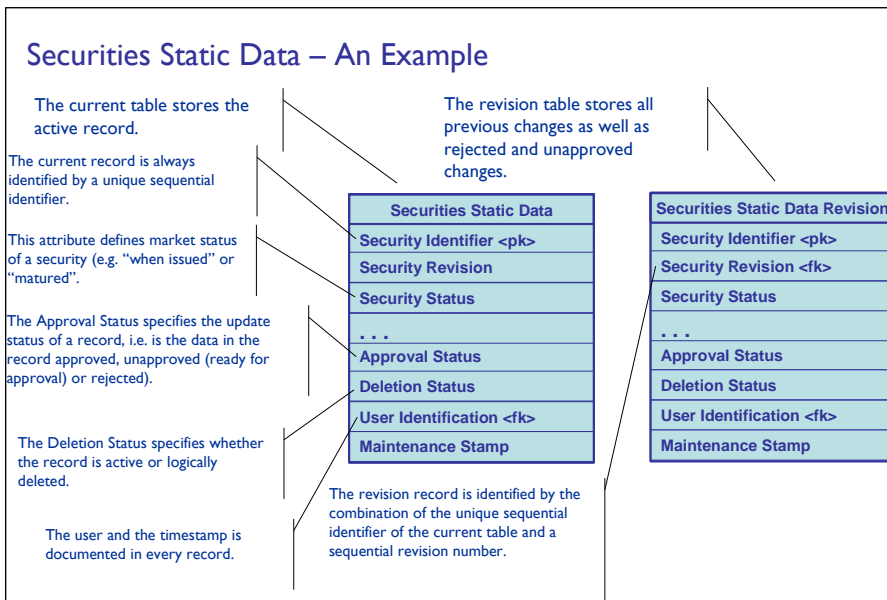 Securities Static Data – An Example
The current table stores the
active record.
The revision table stores all
previous changes as well as
rejected and unapproved
changes.
The current record is always
identified by a unique sequential
identifier.
This attribute defines market status
of a security (e.g. “when issued” or
“matured”.
The Approval Status specifies the update
status of a record, i.e. is the data in the
record approved, unapproved (ready for
approval) or rejected).
The Deletion Status specifies whether
the record is active or logically
deleted.
The user and the timestamp is
documented in every record.
Securities Static Data
Security Identifier <pk>
Security Revision
Security Status
. . .
Approval Status
Deletion Status
User Identification <fk>
Maintenance Stamp
Securities Static Data Revision
Security Identifier <pk>
Security Revision <fk>
Security Status
. . .
Approval Status
Deletion Status
User Identification <fk>
Maintenance Stamp
The revision record is identified by the
combination of the unique sequential
identifier of the current table and a
sequential revision number.